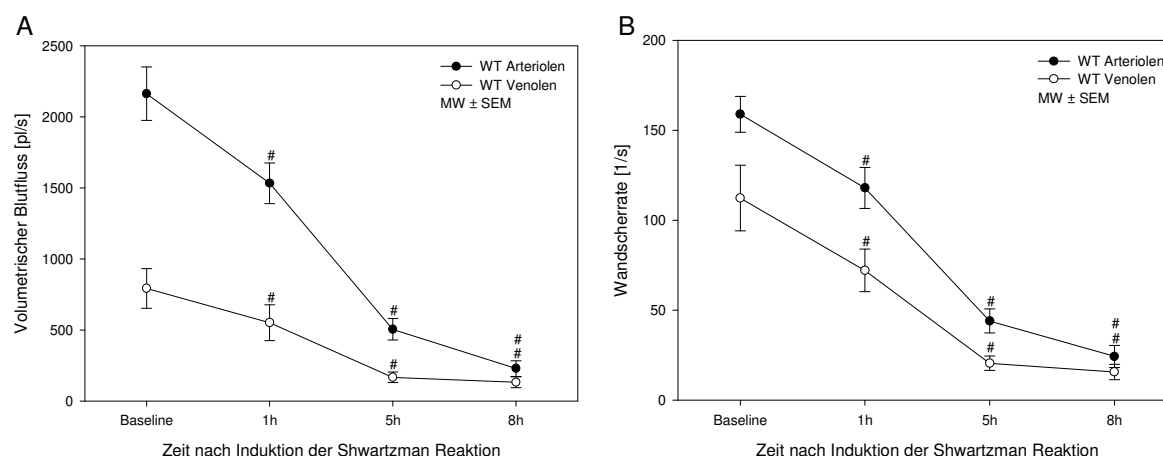 A
Volumetrischer Blutfluss [pl/s]
2500
2000
1500
1000
500
0
WT Arteriolen
WT Venolen
MW ± SEM
#
#
#
#
#
#
Baseline
1h
5h
8h
Zeit nach Induktion der Shwartzman Reaktion
B
Wandscherrate [1/s]
200
150
100
50
0
WT Arteriolen
WT Venolen
MW ± SEM
#
#
#
#
#
#
Baseline
1h
5h
8h
Zeit nach Induktion der Shwartzman Reaktion